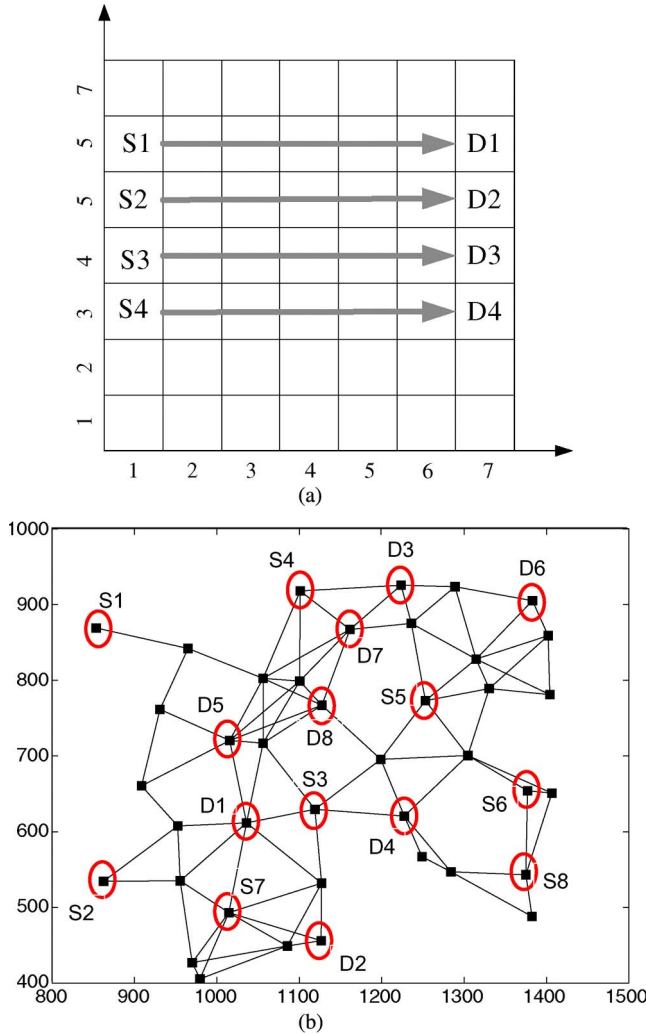 7
5
S1 D1
5
S2 D2
4
S3 D3
3
S4 D4
2
1
1 2 3 4 5 6 7
(a)
1000
D3
S4
D6
900
S1
D7
800
D5
S5
D8
700
S3
D1
S6
600
D4
S8
S2
S7
500
D2
400
800 900 1000 1100 1200 1300 1400 1500
(b)